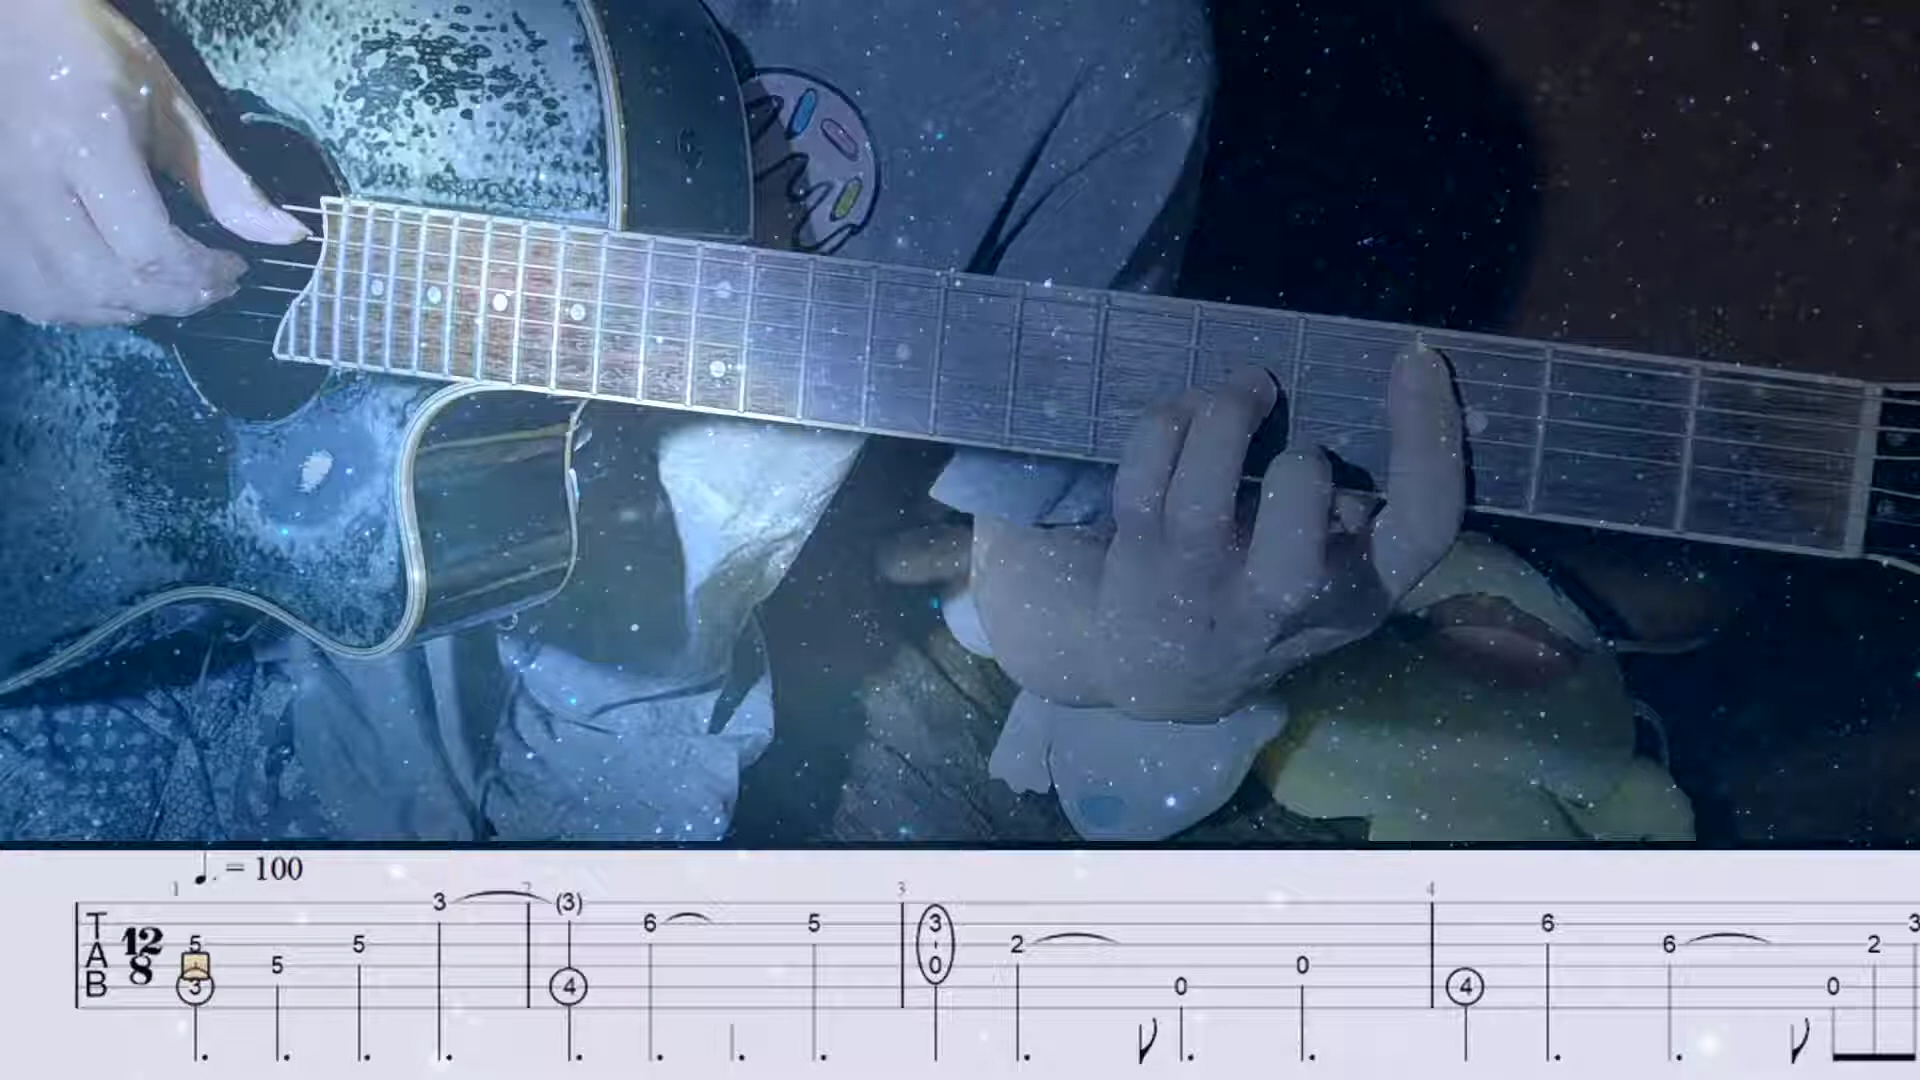 ♩. = 100
1 2 3 4
3 (3)
6 5 3 6 3
T 12 5 5 2 6 2
A 8 5 0 0
B 3 4 0 4 0